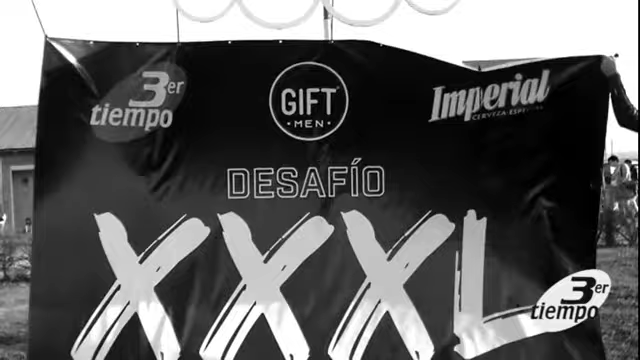 3er
tiempo
GIFT
MEN
Imperial
CERVEZA ESPECIAL
DESAFÍO
XXXL
3er
tiempo